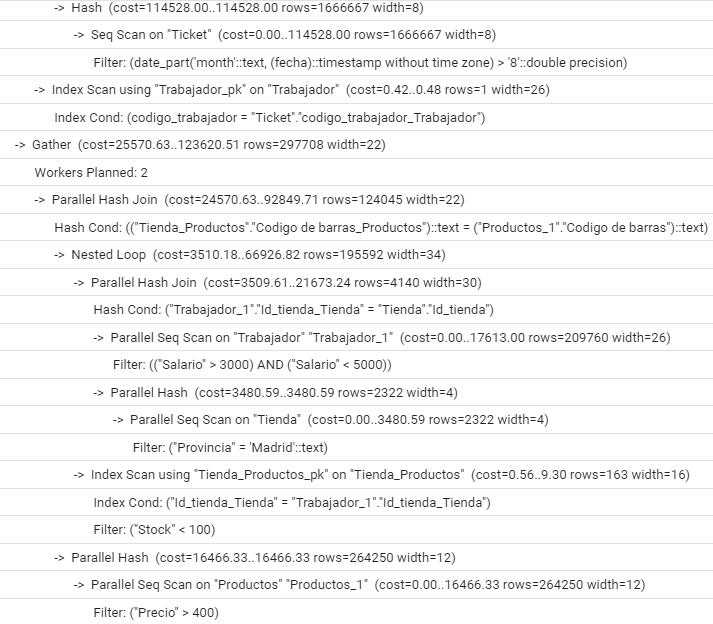 -> Hash (cost=114528.00..114528.00 rows=1666667 width=8)
-> Seq Scan on "Ticket" (cost=0.00..114528.00 rows=1666667 width=8)
Filter: (date_part('month'::text, (fecha)::timestamp without time zone) > '8'::double precision)
-> Index Scan using "Trabajador_pk" on "Trabajador" (cost=0.42..0.48 rows=1 width=26)
Index Cond: (codigo_trabajador = "Ticket"."codigo_trabajador_Trabajador")
-> Gather (cost=25570.63..123620.51 rows=297708 width=22)
Workers Planned: 2
-> Parallel Hash Join (cost=24570.63..92849.71 rows=124045 width=22)
Hash Cond: (("Tienda_Productos"."Codigo de barras_Productos")::text = ("Productos_1"."Codigo de barras")::text)
-> Nested Loop (cost=3510.18..66926.82 rows=195592 width=34)
-> Parallel Hash Join (cost=3509.61..21673.24 rows=4140 width=30)
Hash Cond: ("Trabajador_1"."Id_tienda_Tienda" = "Tienda"."Id_tienda")
-> Parallel Seq Scan on "Trabajador" "Trabajador_1" (cost=0.00..17613.00 rows=209760 width=26)
Filter: (("Salario" > 3000) AND ("Salario" < 5000))
-> Parallel Hash (cost=3480.59..3480.59 rows=2322 width=4)
-> Parallel Seq Scan on "Tienda" (cost=0.00..3480.59 rows=2322 width=4)
Filter: ("Provincia" = 'Madrid'::text)
-> Index Scan using "Tienda_Productos_pk" on "Tienda_Productos" (cost=0.56..9.30 rows=163 width=16)
Index Cond: ("Id_tienda_Tienda" = "Trabajador_1"."Id_tienda_Tienda")
Filter: ("Stock" < 100)
-> Parallel Hash (cost=16466.33..16466.33 rows=264250 width=12)
-> Parallel Seq Scan on "Productos" "Productos_1" (cost=0.00..16466.33 rows=264250 width=12)
Filter: ("Precio" > 400)